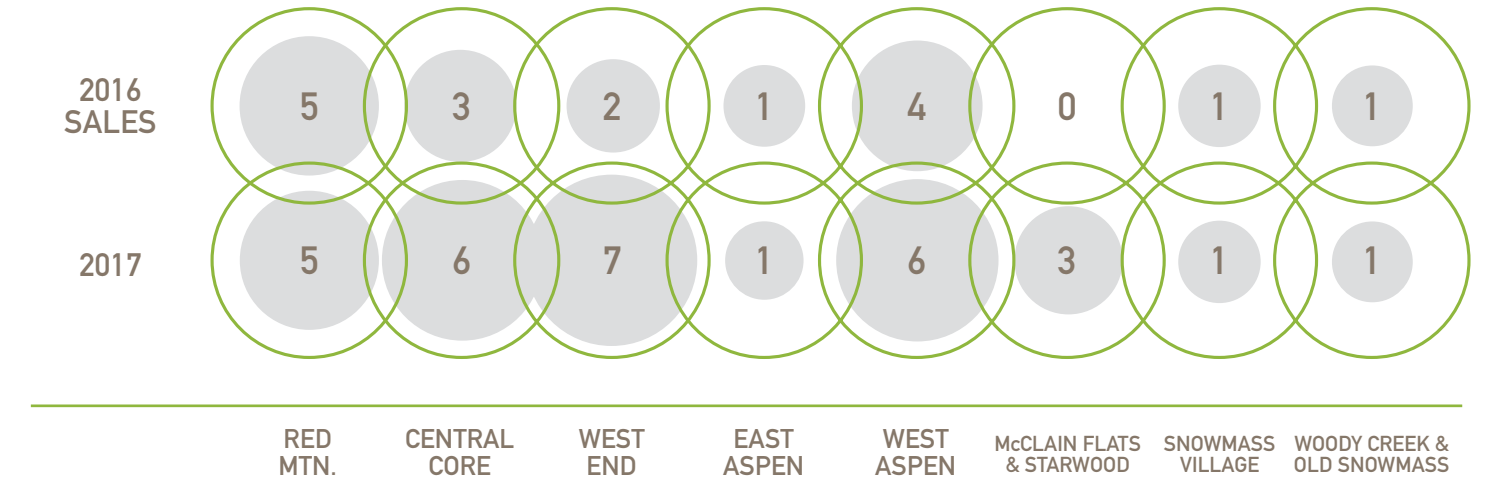 2016
SALES
5 3 2 1 4 0 1 1
2017
5 6 7 1 6 3 1 1
RED
MTN.
CENTRAL
CORE
WEST
END
EAST
ASPEN
WEST
ASPEN
McCLAIN FLATS
& STARWOOD
SNOWMASS
VILLAGE
WOODY CREEK &
OLD SNOWMASS